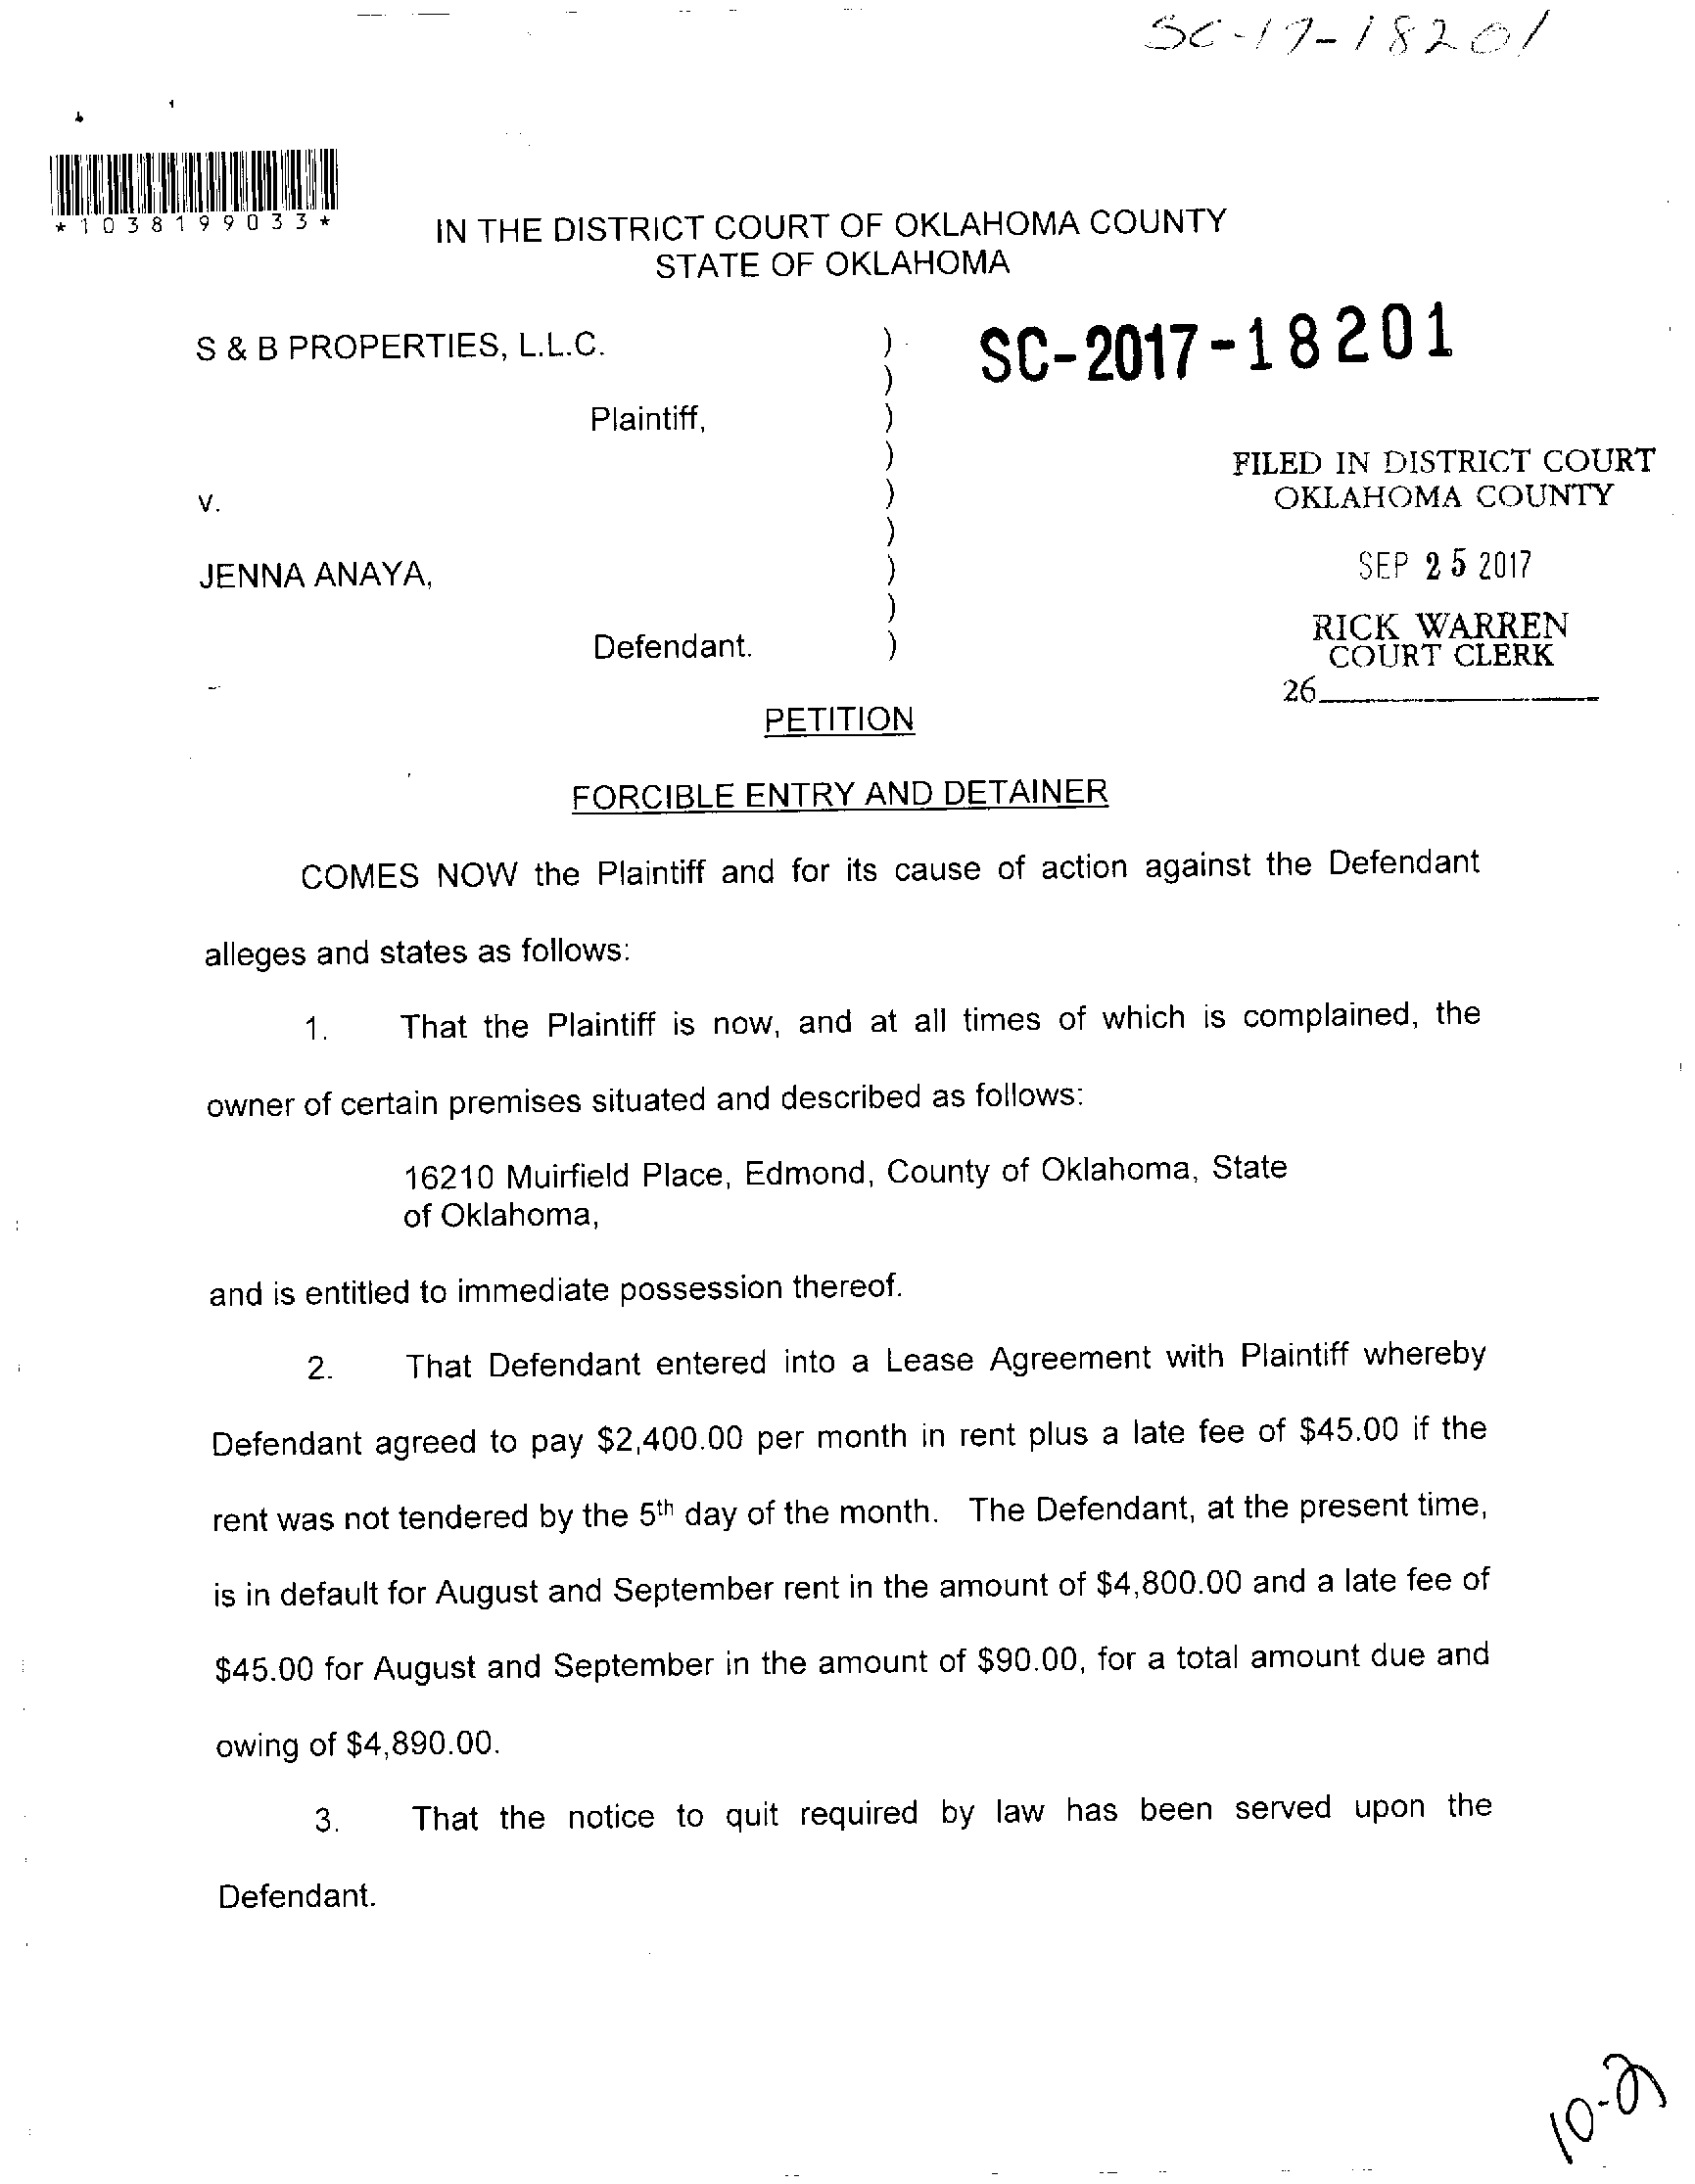 SC-17-18201
*1038199033*
IN THE DISTRICT COURT OF OKLAHOMA COUNTY
STATE OF OKLAHOMA
S & B PROPERTIES, L.L.C. )
)
Plaintiff, )
)
v. )
)
JENNA ANAYA, )
)
Defendant. )
SC-2017-18201
FILED IN DISTRICT COURT
OKLAHOMA COUNTY
SEP 25 2017
RICK WARREN
COURT CLERK
26
PETITION
FORCIBLE ENTRY AND DETAINER
COMES NOW the Plaintiff and for its cause of action against the Defendant
alleges and states as follows:
1. That the Plaintiff is now, and at all times of which is complained, the
owner of certain premises situated and described as follows:
16210 Muirfield Place, Edmond, County of Oklahoma, State
of Oklahoma,
and is entitled to immediate possession thereof.
2. That Defendant entered into a Lease Agreement with Plaintiff whereby
Defendant agreed to pay $2,400.00 per month in rent plus a late fee of $45.00 if the
rent was not tendered by the 5th day of the month. The Defendant, at the present time,
is in default for August and September rent in the amount of $4,800.00 and a late fee of
$45.00 for August and September in the amount of $90.00, for a total amount due and
owing of $4,890.00.
3. That the notice to quit required by law has been served upon the
Defendant.